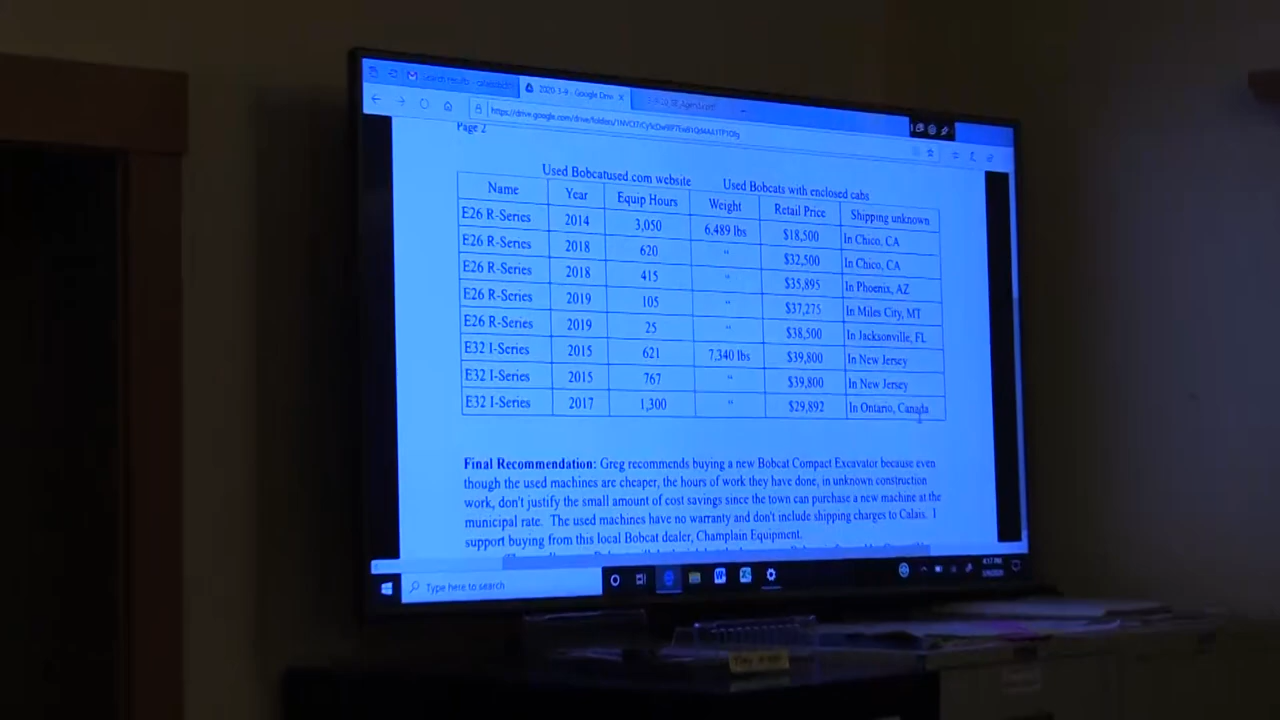 2020-3-9 - Google Drive
Page 2
Used Bobcatused.com website Used Bobcats with enclosed cabs
Name Year Equip Hours Weight Retail Price Shipping unknown
E26 R-Series 2014 3,050 6,489 lbs $18,500 In Chico, CA
E26 R-Series 2018 620 “ $32,500 In Chico, CA
E26 R-Series 2018 415 “ $35,895 In Phoenix, AZ
E26 R-Series 2019 105 “ $37,275 In Miles City, MT
E26 R-Series 2019 25 “ $38,500 In Jacksonville, FL
E32 I-Series 2015 621 7,340 lbs $39,800 In New Jersey
E32 I-Series 2015 767 “ $39,800 In New Jersey
E32 I-Series 2017 1,300 “ $29,892 In Ontario, Canada
Final Recommendation: Greg recommends buying a new Bobcat Compact Excavator because even
though the used machines are cheaper, the hours of work they have done, in unknown construction
work, don't justify the small amount of cost savings since the town can purchase a new machine at the
municipal rate. The used machines have no warranty and don't include shipping charges to Calais. I
support buying from this local Bobcat dealer, Champlain Equipment.
Type here to search
4:57 PM